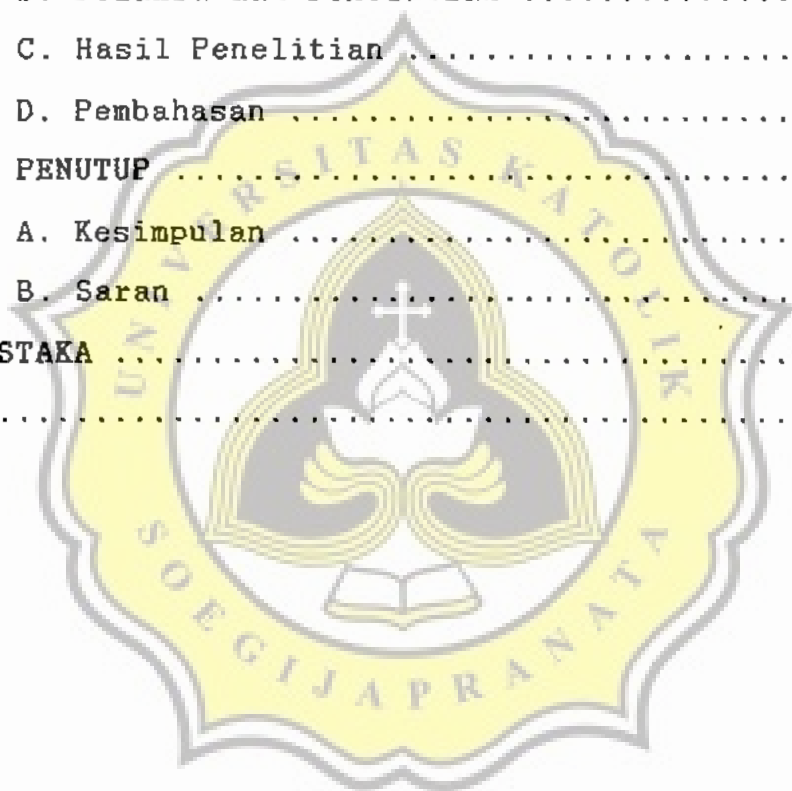 C. Hasil Penelitian ....................
D. Pembahasan ..........................
PENUTUP ................................
A. Kesimpulan ..........................
B. Saran ...............................
STAKA ..................................
........................................
UNIVERSITAS KATOLIK
SOEGIJAPRANATA